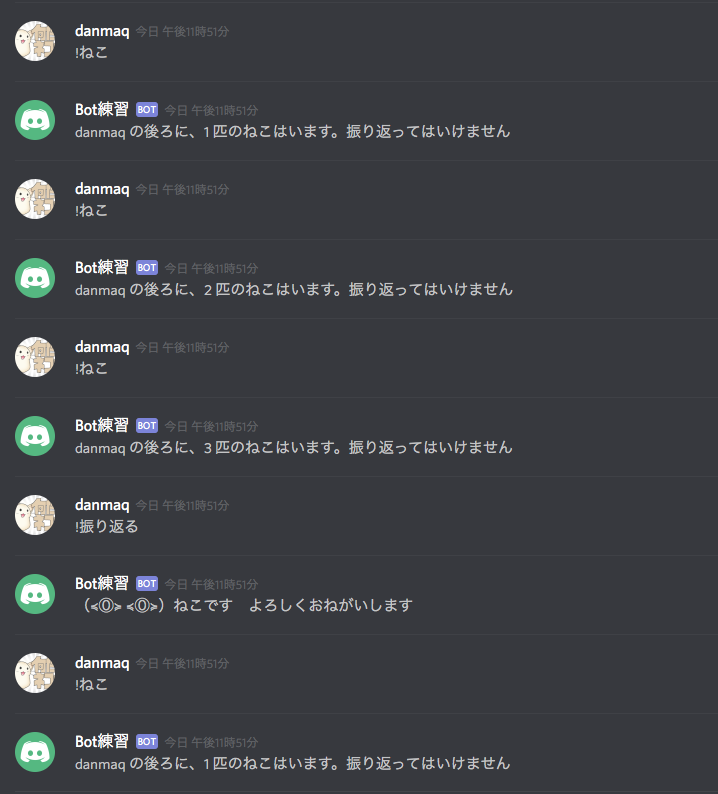 danmaq 今日 午後11時51分
!ねこ
Bot練習 BOT 今日 午後11時51分
danmaq の後ろに、1 匹のねこはいます。振り返ってはいけません
danmaq 今日 午後11時51分
!ねこ
Bot練習 BOT 今日 午後11時51分
danmaq の後ろに、2 匹のねこはいます。振り返ってはいけません
danmaq 今日 午後11時51分
!ねこ
Bot練習 BOT 今日 午後11時51分
danmaq の後ろに、3 匹のねこはいます。振り返ってはいけません
danmaq 今日 午後11時51分
!振り返る
Bot練習 BOT 今日 午後11時51分
（≼⓪≽ ≼⓪≽）ねこです　よろしくおねがいします
danmaq 今日 午後11時51分
!ねこ
Bot練習 BOT 今日 午後11時51分
danmaq の後ろに、1 匹のねこはいます。振り返ってはいけません